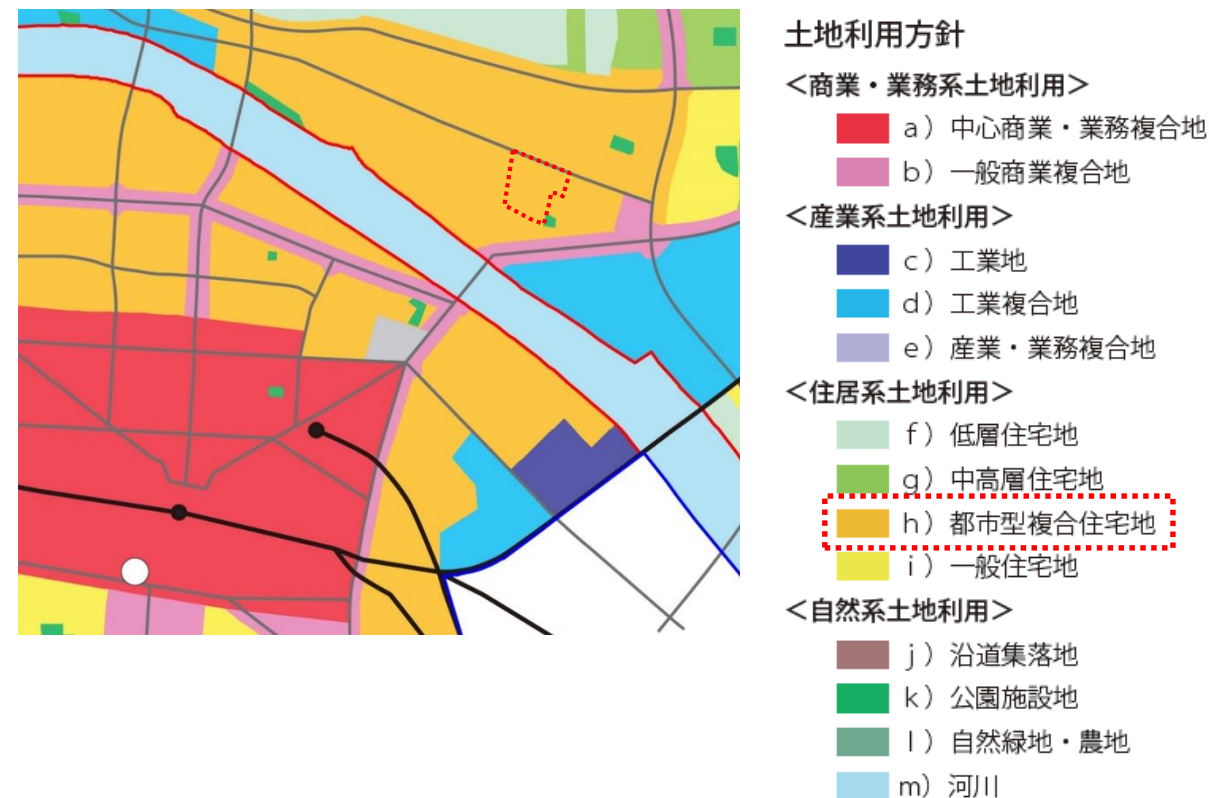 土地利用方針
＜商業・業務系土地利用＞
a）中心商業・業務複合地
b）一般商業複合地
＜産業系土地利用＞
c）工業地
d）工業複合地
e）産業・業務複合地
＜住居系土地利用＞
f）低層住宅地
g）中高層住宅地
h）都市型複合住宅地
i）一般住宅地
＜自然系土地利用＞
j）沿道集落地
k）公園施設地
l）自然緑地・農地
m）河川